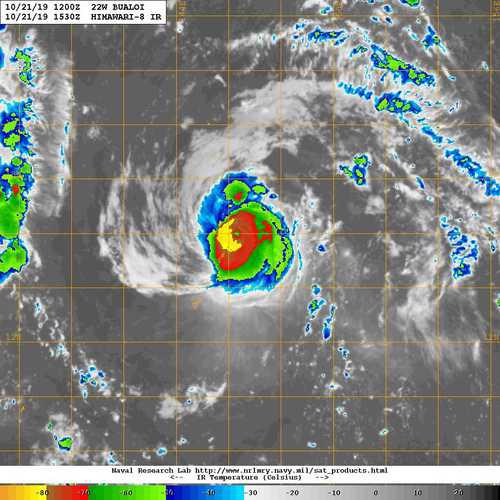 10/21/19 1200Z 22W BUALOI
10/21/19 1530Z HIMAWARI-8 IR
Naval Research Lab http://www.nrlmry.navy.mil/sat_products.html
<-- IR Temperature (Celsius) -->
-80 -70 -60 -50 -40 -30 -20 -10 0 10 20